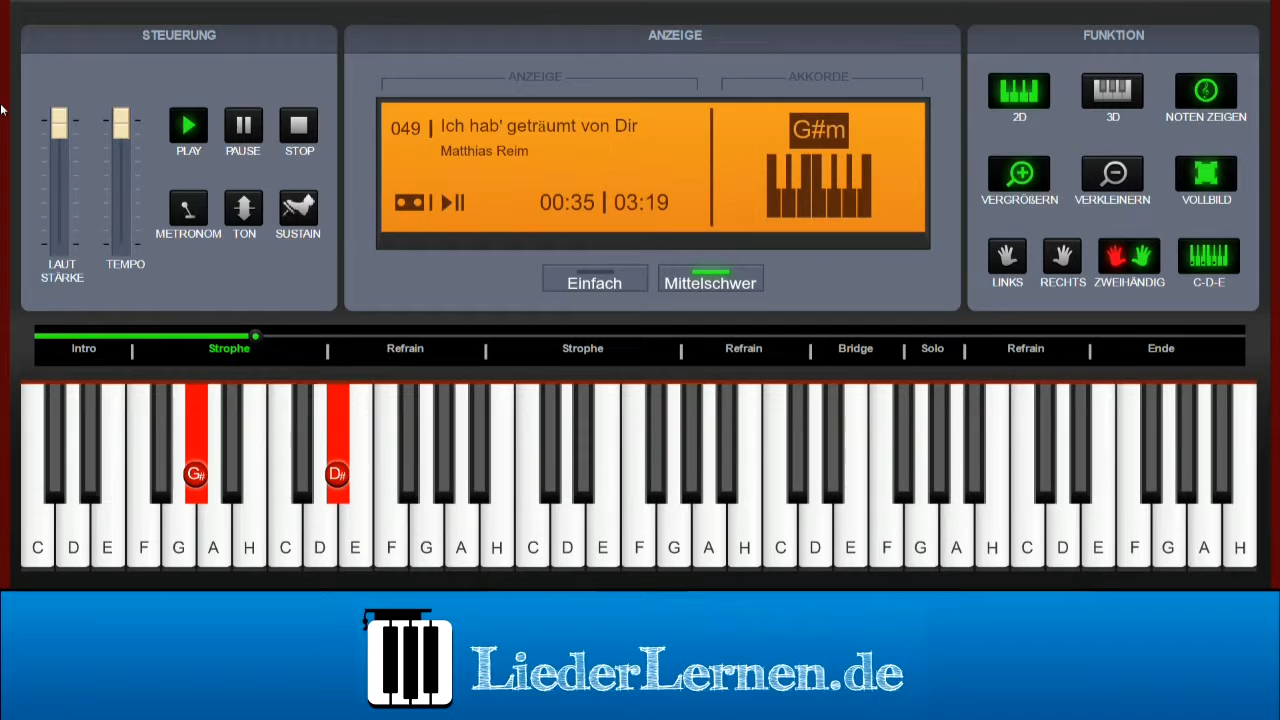 STEUERUNG
ANZEIGE
FUNKTION
ANZEIGE
AKKORDE
049 | Ich hab' geträumt von Dir
Matthias Reim
G#m
00:35 | 03:19
PLAY PAUSE STOP
METRONOM TON SUSTAIN
LAUT STÄRKE
TEMPO
Einfach
Mittelschwer
2D 3D NOTEN ZEIGEN
VERGRÖßERN VERKLEINERN VOLLBILD
LINKS RECHTS ZWEIHÄNDIG C-D-E
Intro | Strophe | Refrain | Strophe | Refrain | Bridge | Solo | Refrain | Ende
G# D#
C D E F G A H C D E F G A H C D E F G A H C D E F G A H C D E F G A H
LiederLernen.de